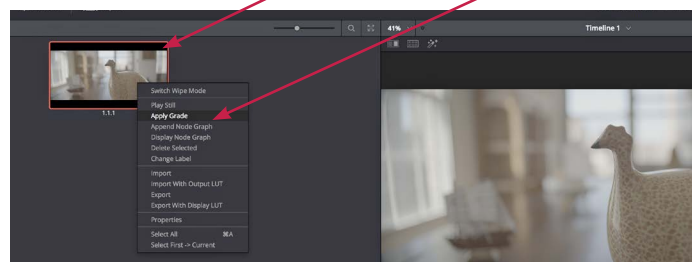 41%
Timeline 1
1.1.1
Switch Wipe Mode
Play Still
Apply Grade
Append Node Graph
Display Node Graph
Delete Selected
Change Label
Import
Import With Output LUT
Export
Export With Display LUT
Properties
Select All ⌘A
Select First -> Current